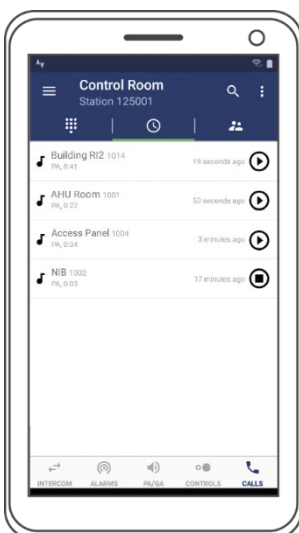 Control Room
Station 125001
Building RI2 1014
PA, 0:41
19 seconds ago
AHU Room 1001
PA, 0:22
53 seconds ago
Access Panel 1004
PA, 0:34
3 minutes ago
NIB 1002
PA, 0:03
17 minutes ago
INTERCOM ALARMS PA/GA CONTROLS CALLS